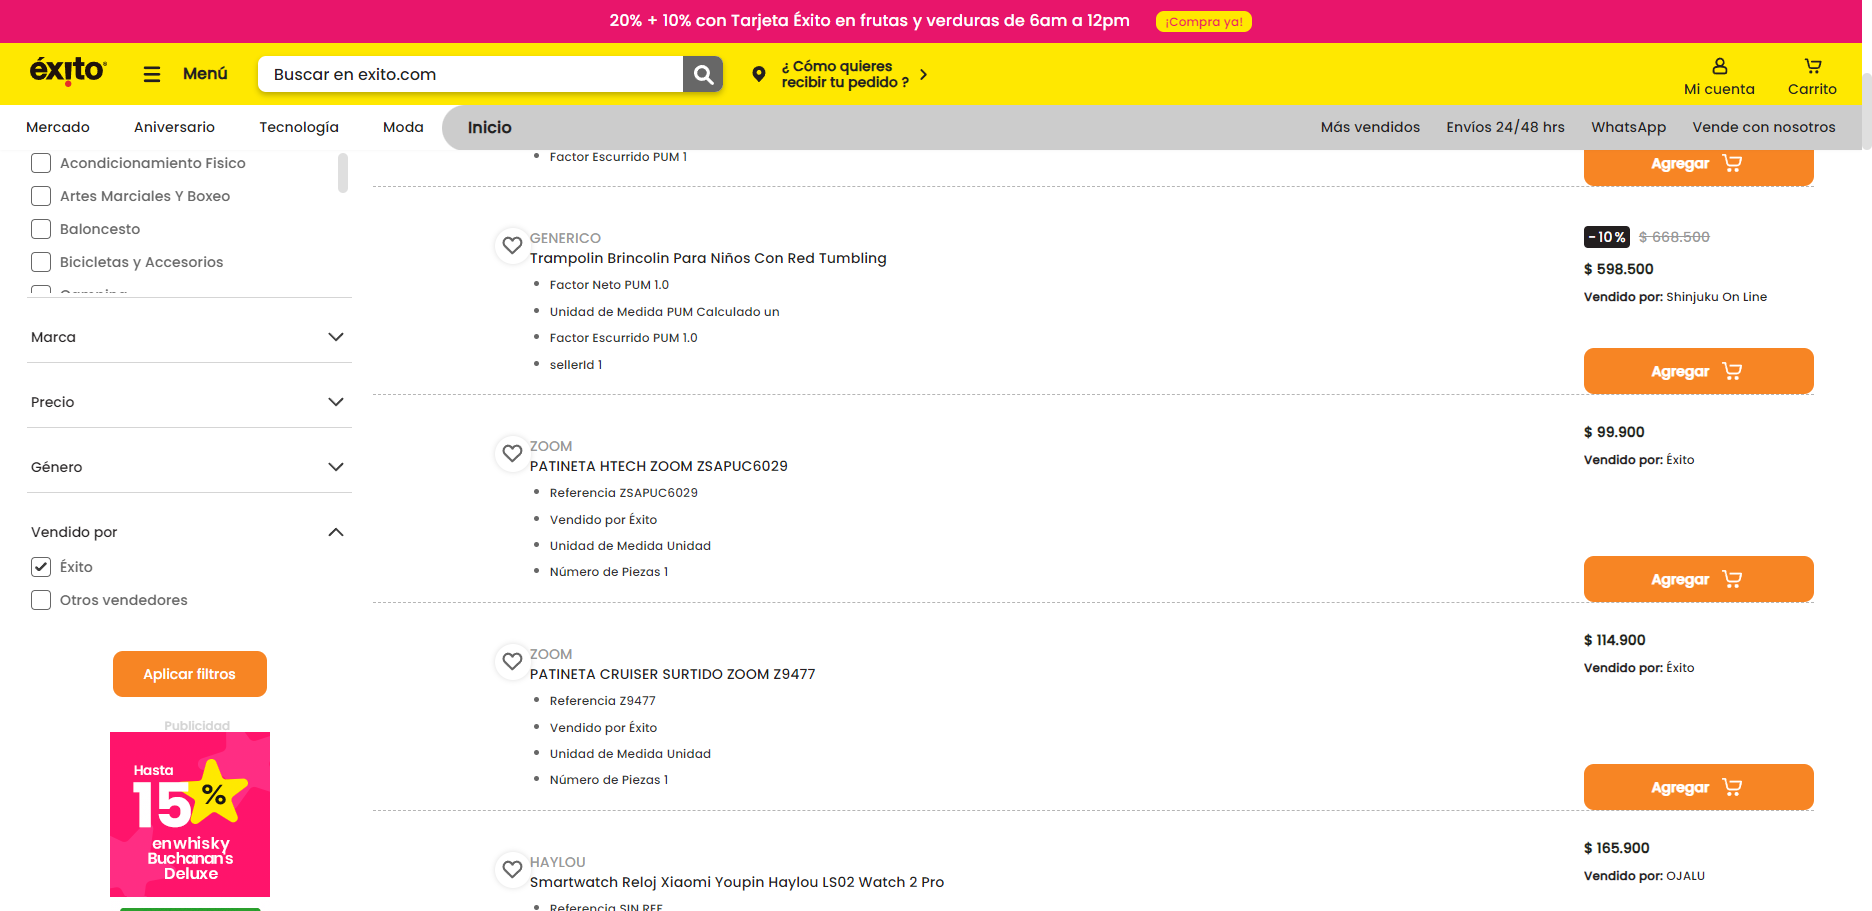 20% + 10% con Tarjeta Éxito en frutas y verduras de 6am a 12pm
¡Compra ya!
éxito
Menú
Buscar en exito.com
¿ Cómo quieres
recibir tu pedido ?
Mi cuenta
Carrito
Mercado
Aniversario
Tecnología
Moda
Inicio
Más vendidos
Envíos 24/48 hrs
WhatsApp
Vende con nosotros
Acondicionamiento Fisico
Artes Marciales Y Boxeo
Baloncesto
Bicicletas y Accesorios
Marca
Precio
Género
Vendido por
Éxito
Otros vendedores
Aplicar filtros
Publicidad
Hasta
15%
en whisky
Buchanan's
Deluxe
Factor Escurrido PUM 1
Agregar
GENERICO
Trampolin Brincolin Para Niños Con Red Tumbling
Factor Neto PUM 1.0
Unidad de Medida PUM Calculado un
Factor Escurrido PUM 1.0
sellerId 1
-10% $ 668.500
$ 598.500
Vendido por: Shinjuku On Line
Agregar
ZOOM
PATINETA HTECH ZOOM ZSAPUC6029
Referencia ZSAPUC6029
Vendido por Éxito
Unidad de Medida Unidad
Número de Piezas 1
$ 99.900
Vendido por: Éxito
Agregar
ZOOM
PATINETA CRUISER SURTIDO ZOOM Z9477
Referencia Z9477
Vendido por Éxito
Unidad de Medida Unidad
Número de Piezas 1
$ 114.900
Vendido por: Éxito
Agregar
HAYLOU
Smartwatch Reloj Xiaomi Youpin Haylou LS02 Watch 2 Pro
Referencia SIN REF
$ 165.900
Vendido por: OJALU